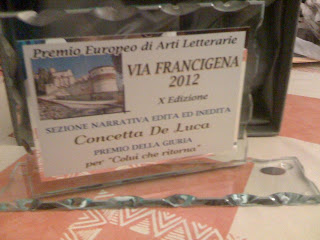 Premio Europeo di Arti Letterarie
VIA FRANCIGENA
2012
X Edizione
SEZIONE NARRATIVA EDITA ED INEDITA
Concetta De Luca
PREMIO DELLA GIURIA
per "Colui che ritorna"